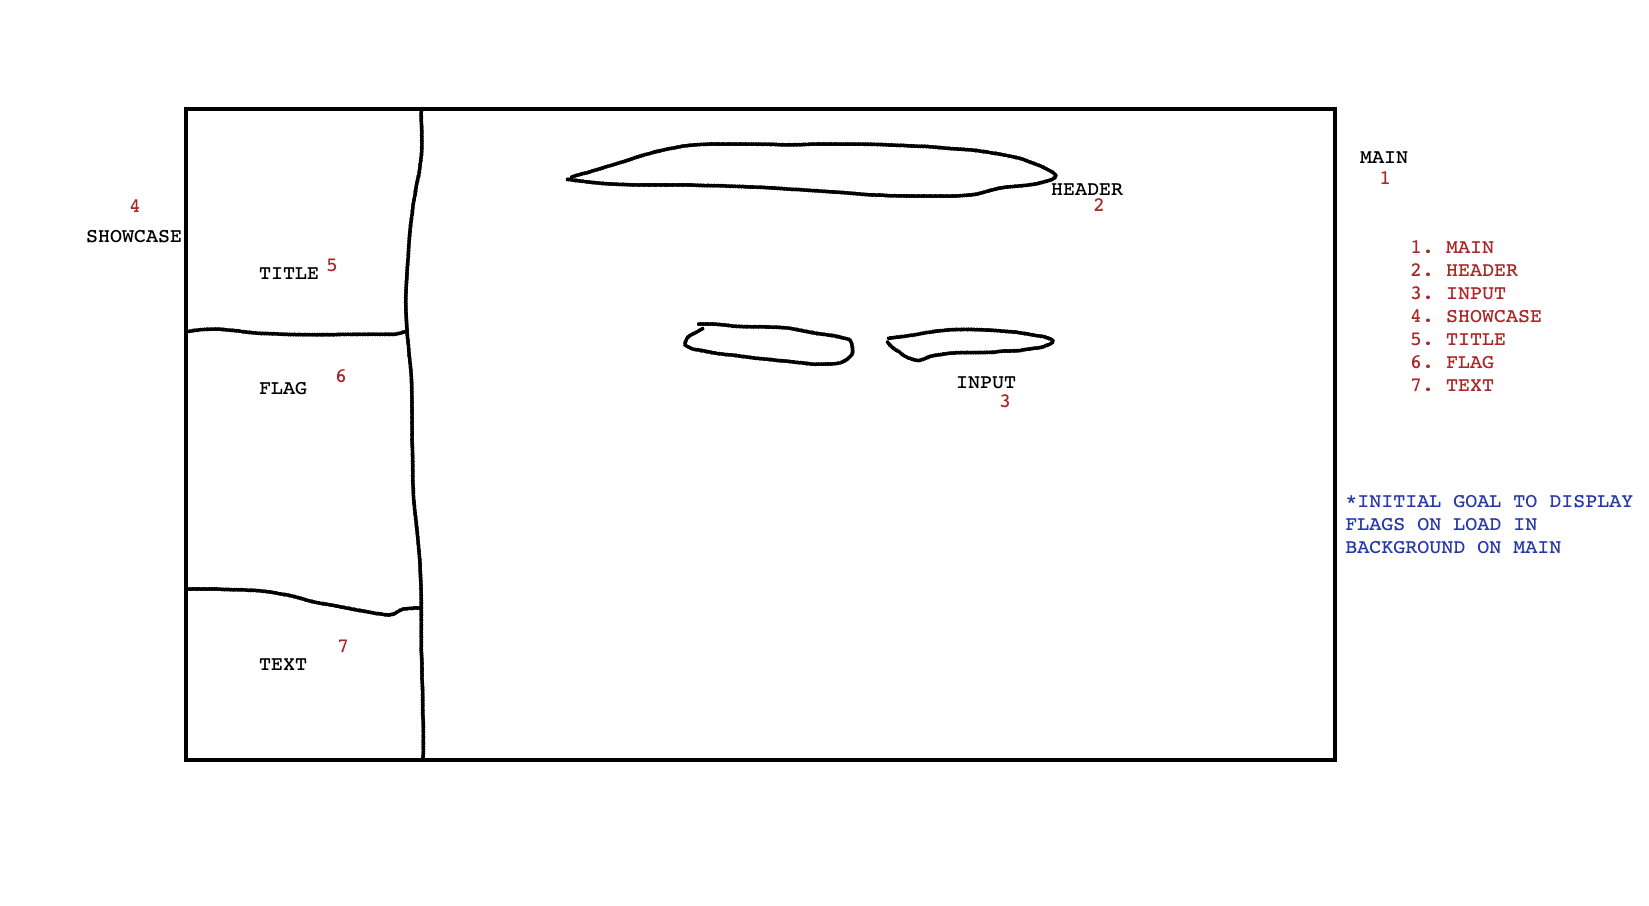 MAIN
1
HEADER
2
4
SHOWCASE
TITLE 5
FLAG 6
INPUT
3
7
TEXT
1. MAIN
2. HEADER
3. INPUT
4. SHOWCASE
5. TITLE
6. FLAG
7. TEXT
*INITIAL GOAL TO DISPLAY
FLAGS ON LOAD IN
BACKGROUND ON MAIN